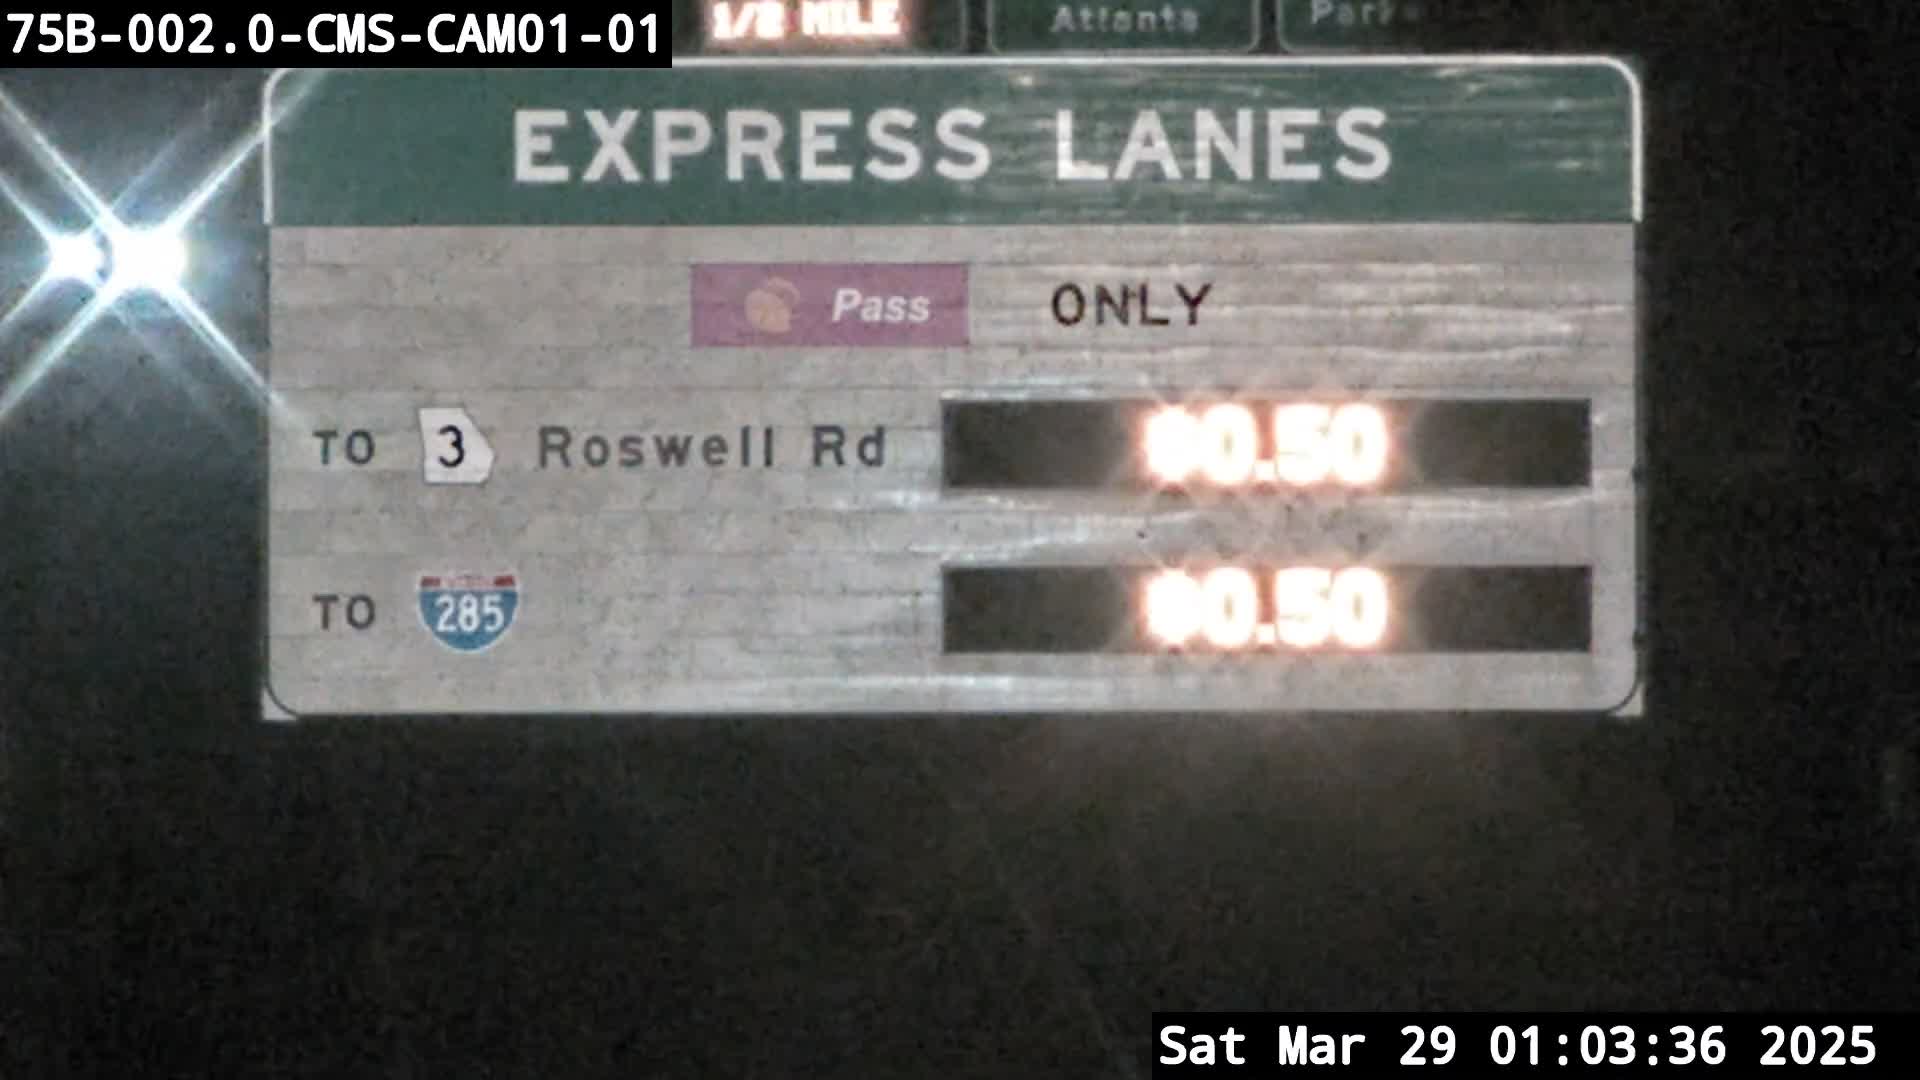 75B-002.0-CMS-CAM01-01
1/2 MILE
Atlanta
EXPRESS LANES
Pass ONLY
TO 3 Roswell Rd $0.50
TO 285 $0.50
Sat Mar 29 01:03:36 2025